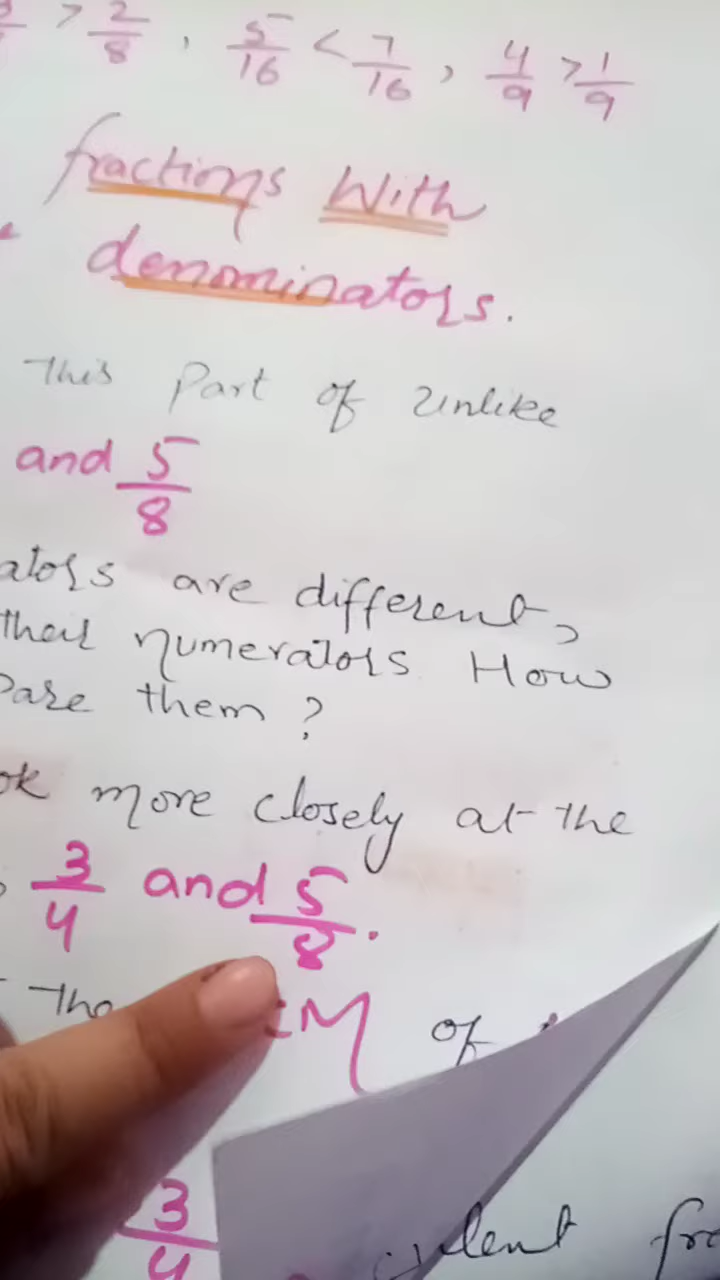 > 2/8 , 5/16 < 7/16 , 4/9 > 1/9
fractions With
denominators.
This Part of Unlike
and 5/8
ators are different,
their numerators How
Pare them ?
ok more closely at the
3/4 and 5/8.
The of
3/4